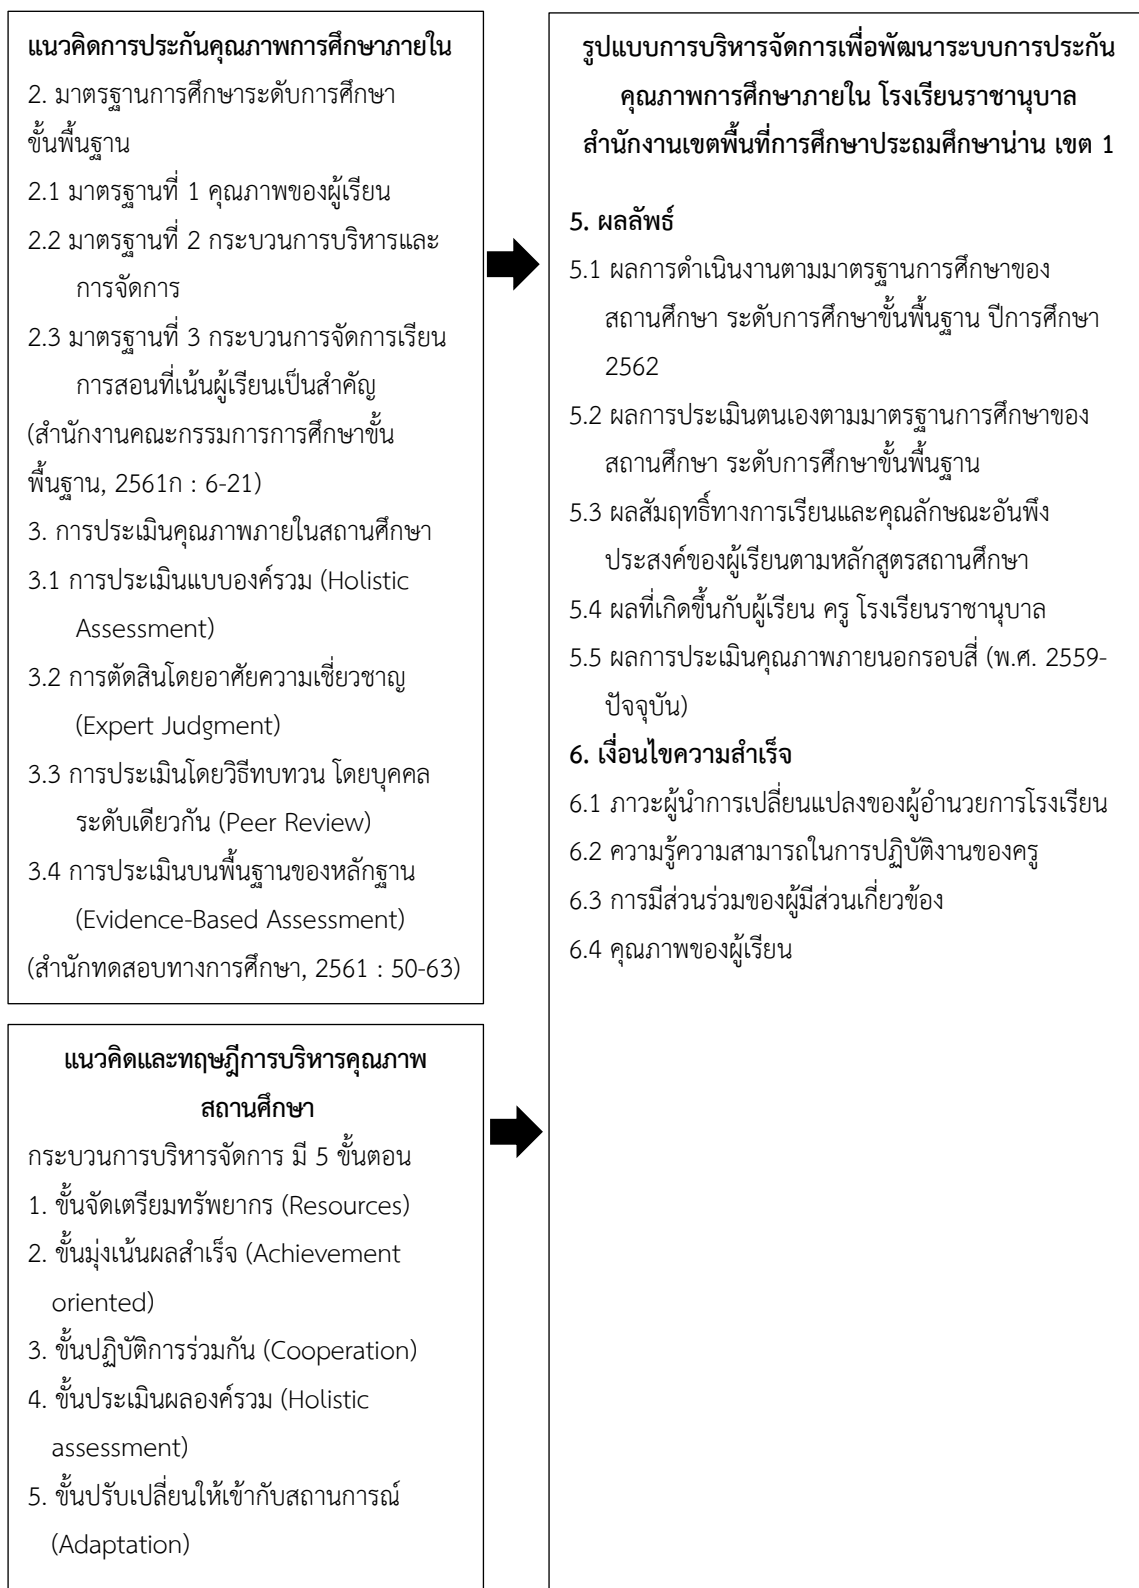 แนวคิดการประกันคุณภาพการศึกษาภายใน
2. มาตรฐานการศึกษาระดับการศึกษา
ขั้นพื้นฐาน
2.1 มาตรฐานที่ 1 คุณภาพของผู้เรียน
2.2 มาตรฐานที่ 2 กระบวนการบริหารและ
การจัดการ
2.3 มาตรฐานที่ 3 กระบวนการจัดการเรียน
การสอนที่เน้นผู้เรียนเป็นสำคัญ
(สำนักงานคณะกรรมการการศึกษาขั้น
พื้นฐาน, 2561ก : 6-21)
3. การประเมินคุณภาพภายในสถานศึกษา
3.1 การประเมินแบบองค์รวม (Holistic
Assessment)
3.2 การตัดสินโดยอาศัยความเชี่ยวชาญ
(Expert Judgment)
3.3 การประเมินโดยวิธีทบทวน โดยบุคคล
ระดับเดียวกัน (Peer Review)
3.4 การประเมินบนพื้นฐานของหลักฐาน
(Evidence-Based Assessment)
(สำนักทดสอบทางการศึกษา, 2561 : 50-63)
แนวคิดและทฤษฎีการบริหารคุณภาพ
สถานศึกษา
กระบวนการบริหารจัดการ มี 5 ขั้นตอน
1. ขั้นจัดเตรียมทรัพยากร (Resources)
2. ขั้นมุ่งเน้นผลสำเร็จ (Achievement
oriented)
3. ขั้นปฏิบัติการร่วมกัน (Cooperation)
4. ขั้นประเมินผลองค์รวม (Holistic
assessment)
5. ขั้นปรับเปลี่ยนให้เข้ากับสถานการณ์
(Adaptation)
รูปแบบการบริหารจัดการเพื่อพัฒนาระบบการประกัน
คุณภาพการศึกษาภายใน โรงเรียนราชานุบาล
สำนักงานเขตพื้นที่การศึกษาประถมศึกษาน่าน เขต 1
5. ผลลัพธ์
5.1 ผลการดำเนินงานตามมาตรฐานการศึกษาของ
สถานศึกษา ระดับการศึกษาขั้นพื้นฐาน ปีการศึกษา
2562
5.2 ผลการประเมินตนเองตามมาตรฐานการศึกษาของ
สถานศึกษา ระดับการศึกษาขั้นพื้นฐาน
5.3 ผลสัมฤทธิ์ทางการเรียนและคุณลักษณะอันพึง
ประสงค์ของผู้เรียนตามหลักสูตรสถานศึกษา
5.4 ผลที่เกิดขึ้นกับผู้เรียน ครู โรงเรียนราชานุบาล
5.5 ผลการประเมินคุณภาพภายนอกรอบสี่ (พ.ศ. 2559-
ปัจจุบัน)
6. เงื่อนไขความสำเร็จ
6.1 ภาวะผู้นำการเปลี่ยนแปลงของผู้อำนวยการโรงเรียน
6.2 ความรู้ความสามารถในการปฏิบัติงานของครู
6.3 การมีส่วนร่วมของผู้มีส่วนเกี่ยวข้อง
6.4 คุณภาพของผู้เรียน